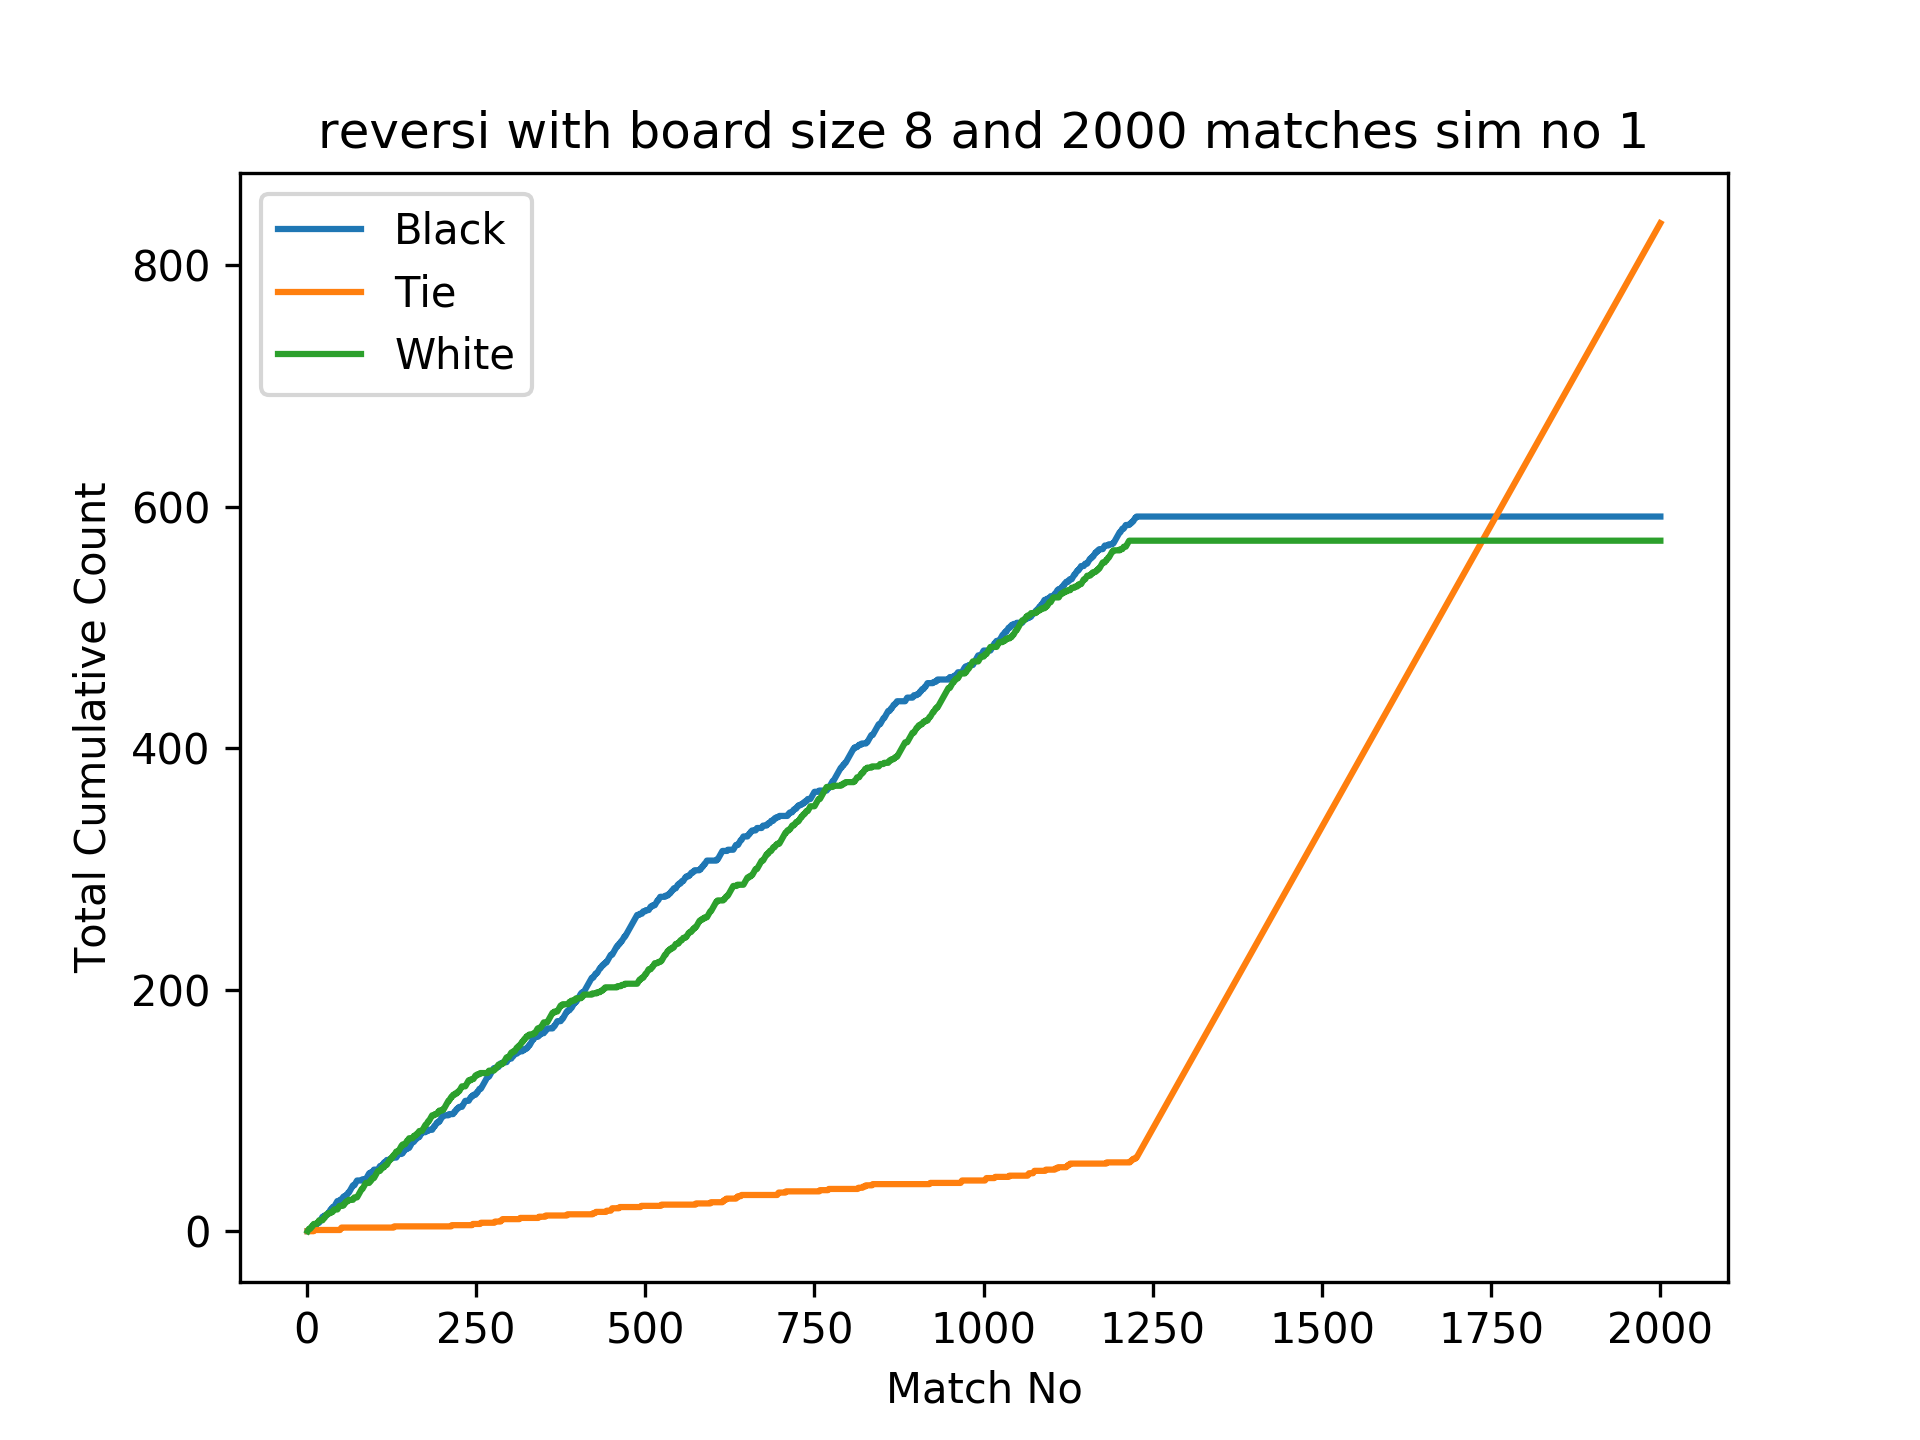 reversi with board size 8 and 2000 matches sim no 1
Black
Tie
White
Total Cumulative Count
800
600
400
200
0
0 250 500 750 1000 1250 1500 1750 2000
Match No